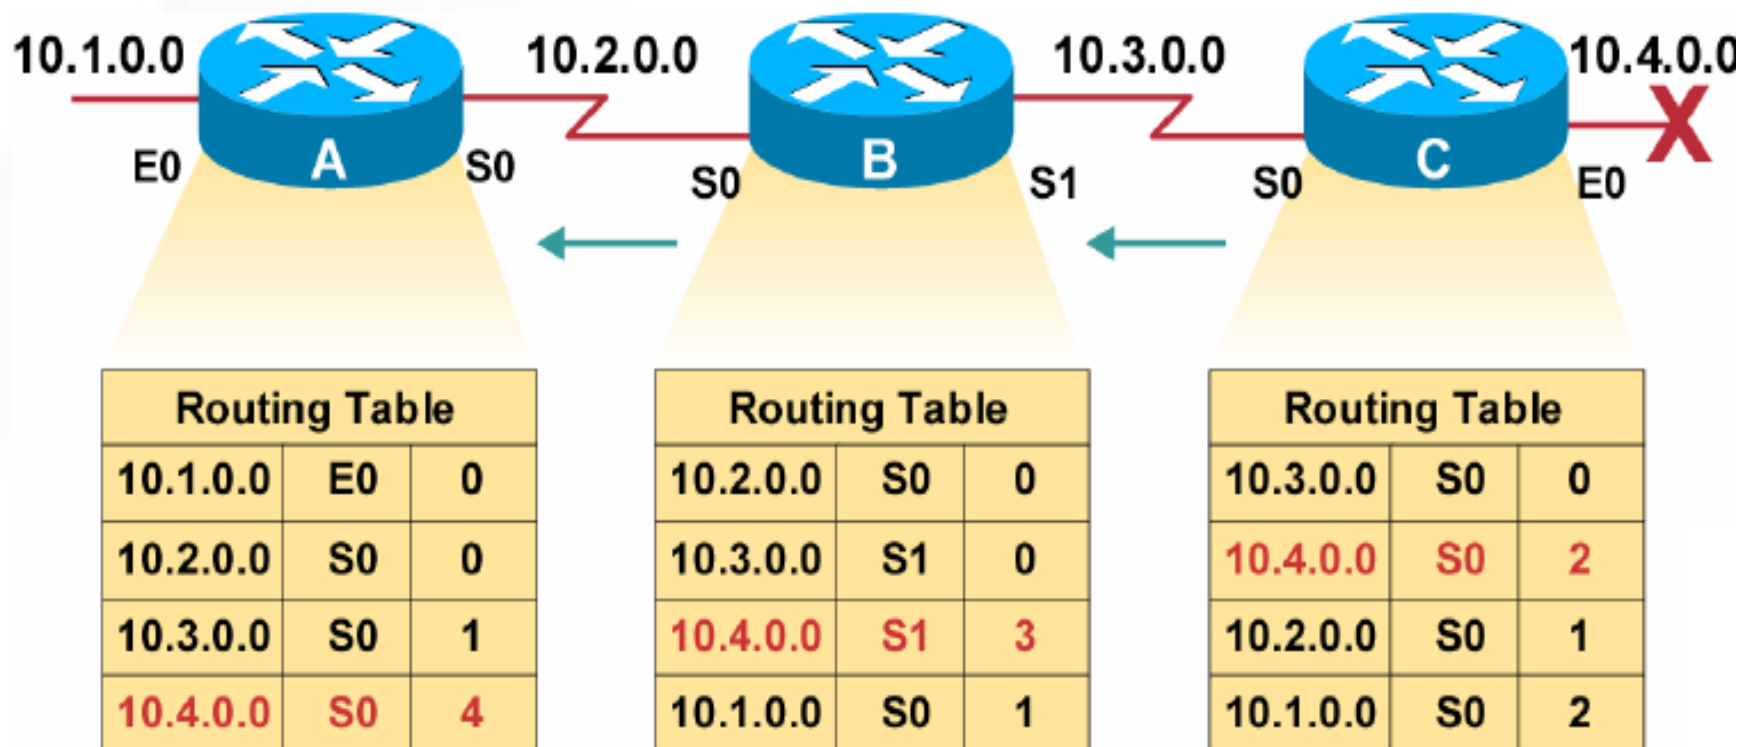 10.1.0.0 10.2.0.0 10.3.0.0 10.4.0.0
A B C
E0 S0 S0 S1 S0 E0
X
Routing Table
10.1.0.0 E0 0
10.2.0.0 S0 0
10.3.0.0 S0 1
10.4.0.0 S0 4
Routing Table
10.2.0.0 S0 0
10.3.0.0 S1 0
10.4.0.0 S1 3
10.1.0.0 S0 1
Routing Table
10.3.0.0 S0 0
10.4.0.0 S0 2
10.2.0.0 S0 1
10.1.0.0 S0 2